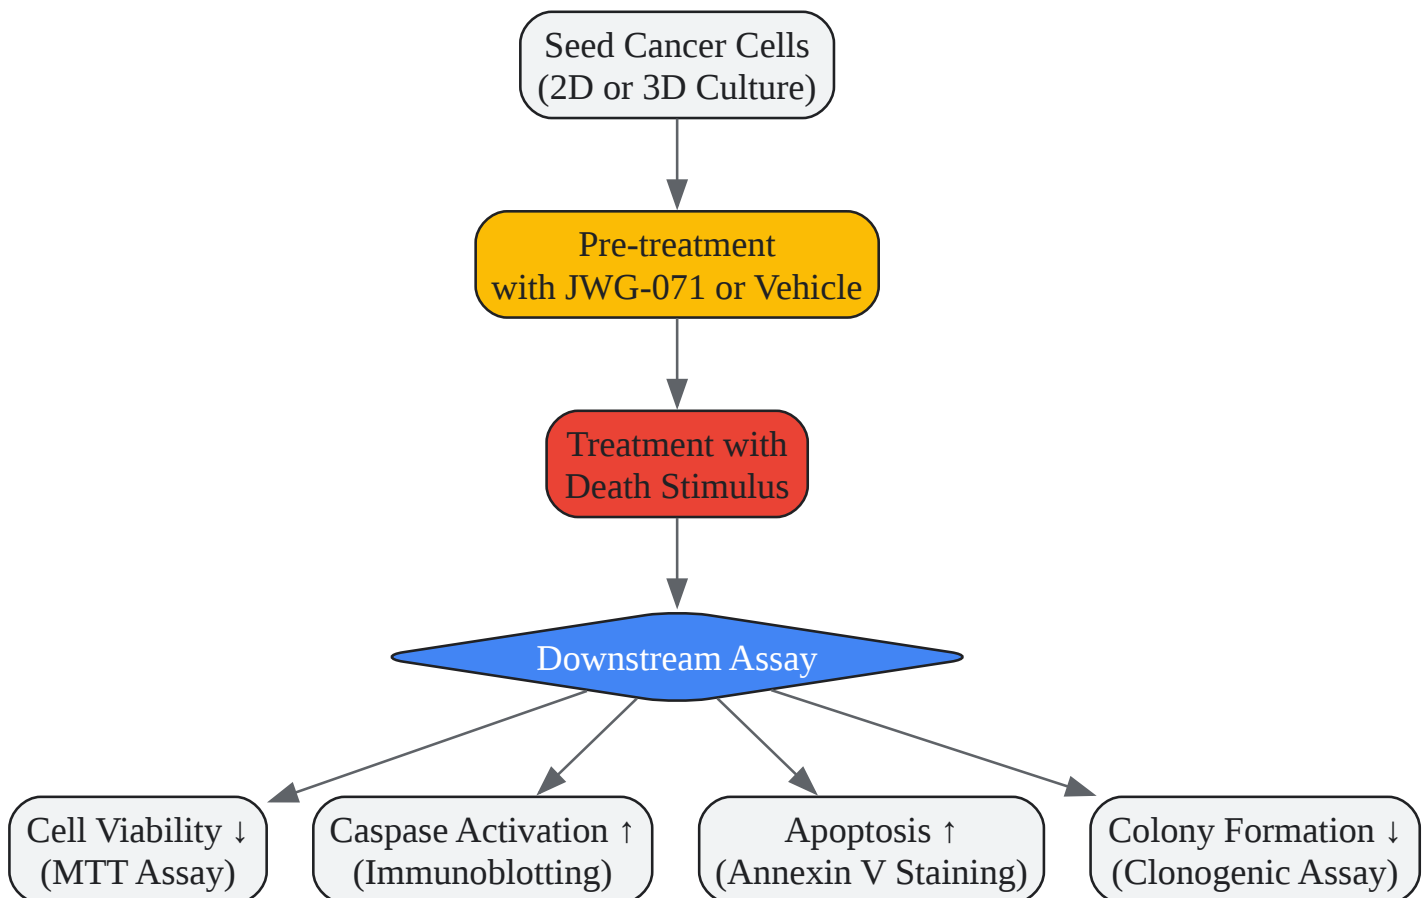 Seed Cancer Cells
(2D or 3D Culture)
Pre-treatment
with JWG-071 or Vehicle
Treatment with
Death Stimulus
Downstream Assay
Cell Viability ↓
(MTT Assay)
Caspase Activation ↑
(Immunoblotting)
Apoptosis ↑
(Annexin V Staining)
Colony Formation ↓
(Clonogenic Assay)